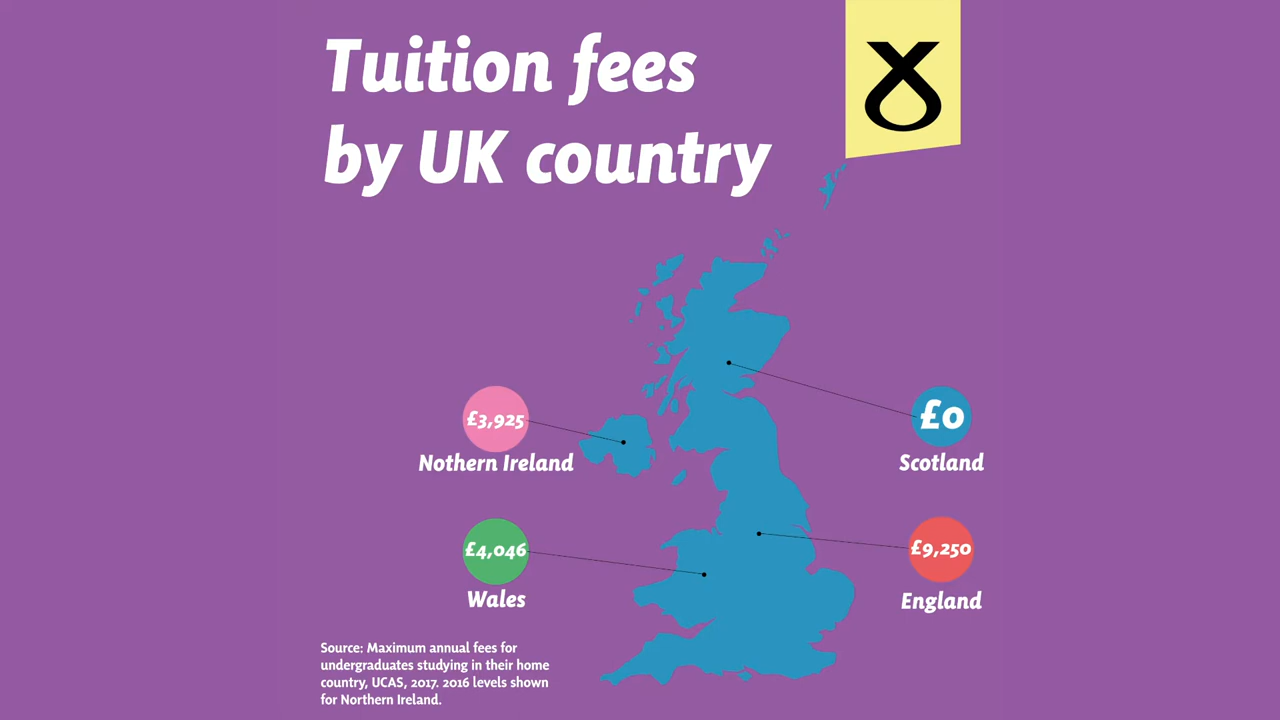 Tuition fees
by UK country
£3,925
Nothern Ireland
£0
Scotland
£4,046
Wales
£9,250
England
Source: Maximum annual fees for
undergraduates studying in their home
country, UCAS, 2017. 2016 levels shown
for Northern Ireland.